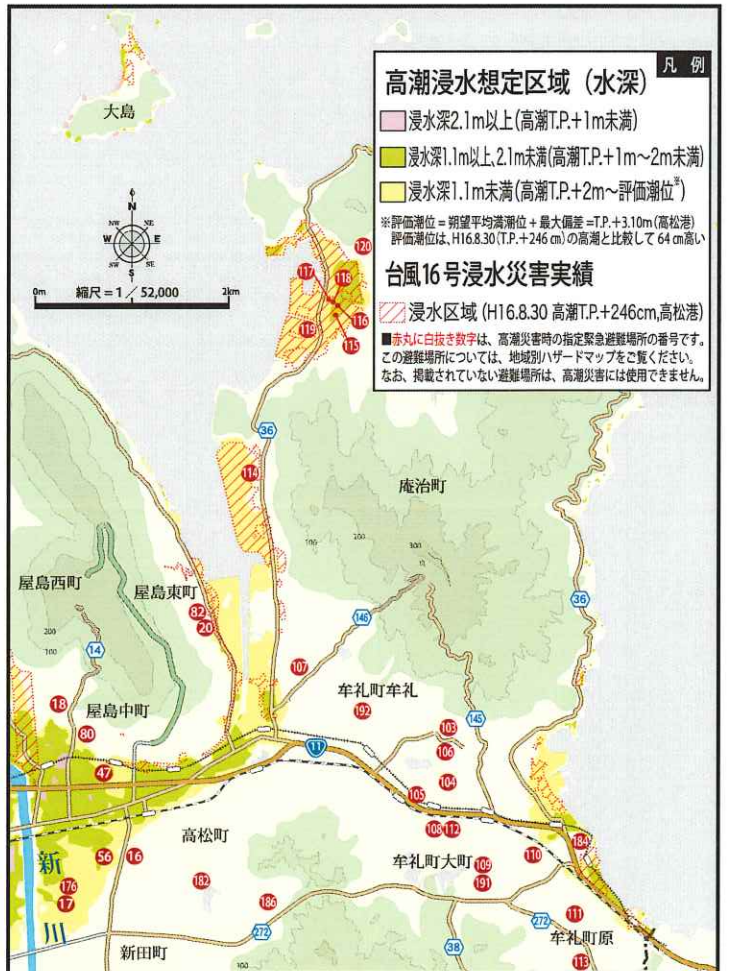 凡 例
高潮浸水想定区域（水深）
浸水深2.1m以上(高潮T.P.+1m未満)
浸水深1.1m以上,2.1m未満(高潮T.P.+1m～2m未満)
浸水深1.1m未満(高潮T.P.+2m～評価潮位※)
※評価潮位＝朔望平均満潮位＋最大偏差＝T.P.+3.10m(高松港)
評価潮位は、H16.8.30(T.P.+246㎝)の高潮と比較して64㎝高い
台風16号浸水災害実績
浸水区域(H16.8.30 高潮T.P.+246cm,高松港)
■赤丸に白抜き数字は、高潮災害時の指定緊急避難場所の番号です。
この避難場所については、地域別ハザードマップをご覧ください。
なお、掲載されていない避難場所は、高潮災害には使用できません。
大島
N
NW NE
W E
SW SE
S
0m 縮尺＝1／52,000 2km
120
117 118
116
119 115
36
114
庵治町
100 200 300
屋島西町
屋島東町
82
20
36
146
200
100
14
107
牟礼町牟礼
192
145
18
屋島中町
80
103
106
11
47
104
105
高松町
108 112
184
新川
56 16
牟礼町大町
109
110
182
191
176
17
186
272
272
111
新田町
38
牟礼町原
100
113